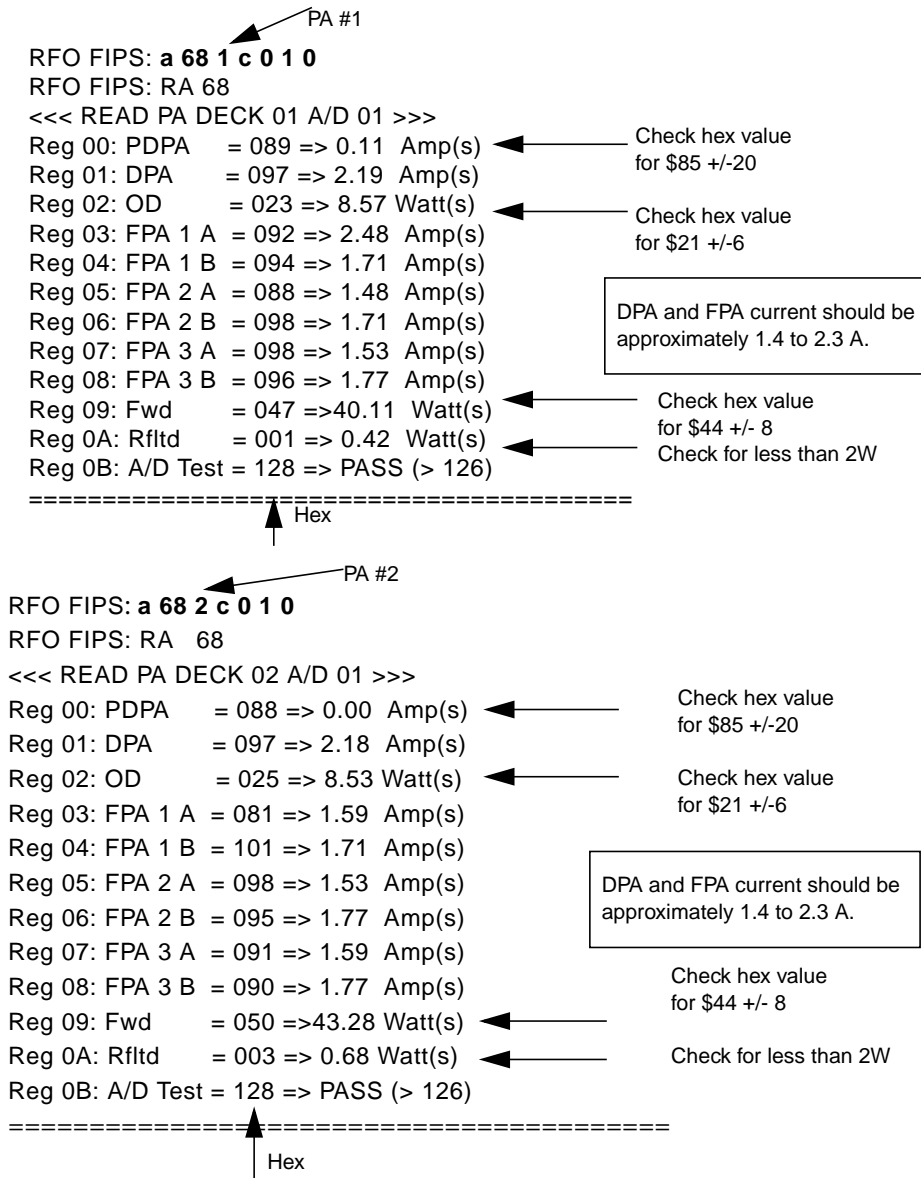 PA #1
RFO FIPS: a 68 1 c 0 1 0
RFO FIPS: RA 68
<<< READ PA DECK 01 A/D 01 >>>
Reg 00: PDPA = 089 => 0.11 Amp(s)
Check hex value
for $85 +/-20
Reg 01: DPA = 097 => 2.19 Amp(s)
Reg 02: OD = 023 => 8.57 Watt(s)
Check hex value
for $21 +/-6
Reg 03: FPA 1 A = 092 => 2.48 Amp(s)
Reg 04: FPA 1 B = 094 => 1.71 Amp(s)
Reg 05: FPA 2 A = 088 => 1.48 Amp(s)
Reg 06: FPA 2 B = 098 => 1.71 Amp(s)
Reg 07: FPA 3 A = 098 => 1.53 Amp(s)
Reg 08: FPA 3 B = 096 => 1.77 Amp(s)
DPA and FPA current should be
approximately 1.4 to 2.3 A.
Reg 09: Fwd = 047 =>40.11 Watt(s)
Check hex value
for $44 +/- 8
Reg 0A: Rfltd = 001 => 0.42 Watt(s)
Check for less than 2W
Reg 0B: A/D Test = 128 => PASS (> 126)
=========================================
Hex
PA #2
RFO FIPS: a 68 2 c 0 1 0
RFO FIPS: RA 68
<<< READ PA DECK 02 A/D 01 >>>
Reg 00: PDPA = 088 => 0.00 Amp(s)
Check hex value
for $85 +/-20
Reg 01: DPA = 097 => 2.18 Amp(s)
Reg 02: OD = 025 => 8.53 Watt(s)
Check hex value
for $21 +/-6
Reg 03: FPA 1 A = 081 => 1.59 Amp(s)
Reg 04: FPA 1 B = 101 => 1.71 Amp(s)
Reg 05: FPA 2 A = 098 => 1.53 Amp(s)
Reg 06: FPA 2 B = 095 => 1.77 Amp(s)
Reg 07: FPA 3 A = 091 => 1.59 Amp(s)
Reg 08: FPA 3 B = 090 => 1.77 Amp(s)
DPA and FPA current should be
approximately 1.4 to 2.3 A.
Reg 09: Fwd = 050 =>43.28 Watt(s)
Check hex value
for $44 +/- 8
Reg 0A: Rfltd = 003 => 0.68 Watt(s)
Check for less than 2W
Reg 0B: A/D Test = 128 => PASS (> 126)
=========================================
Hex